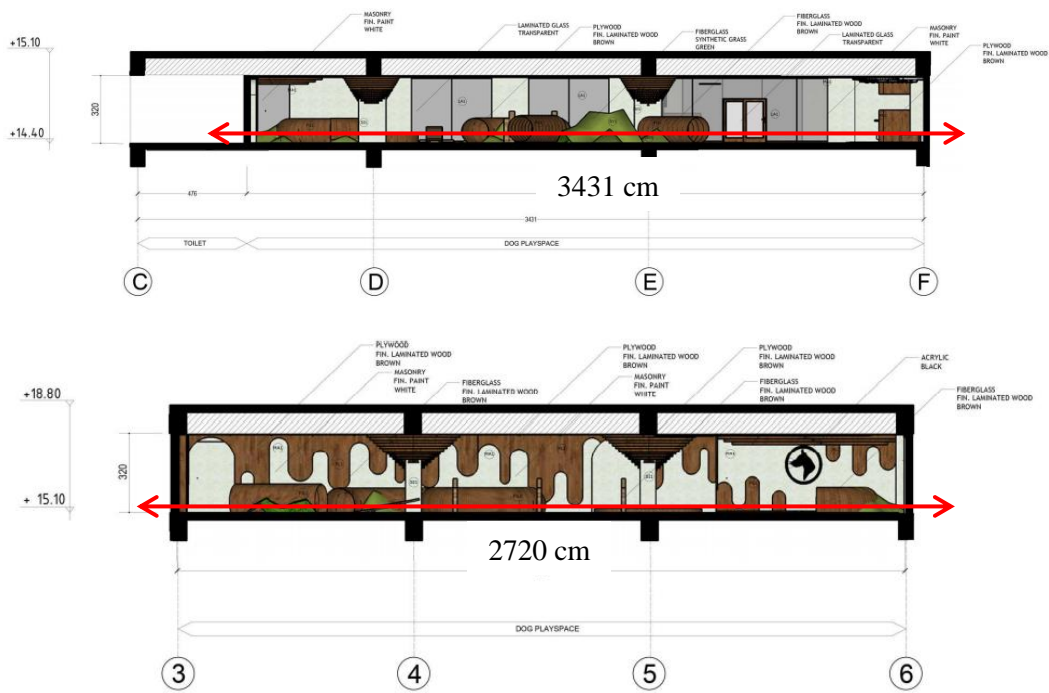 MASONRY
FIN. PAINT
WHITE
LAMINATED GLASS
TRANSPARENT
PLYWOOD
FIN. LAMINATED WOOD
BROWN
FIBERGLASS
SYNTHETIC GRASS
GREEN
FIBERGLASS
FIN. LAMINATED WOOD
BROWN
LAMINATED GLASS
TRANSPARENT
MASONRY
FIN. PAINT
WHITE
PLYWOOD
FIN. LAMINATED WOOD
BROWN
+15.10
320
+14.40
476
3431 cm
3431
TOILET
DOG PLAYSPACE
C
D
E
F
PLYWOOD
FIN. LAMINATED WOOD
BROWN
MASONRY
FIN. PAINT
WHITE
FIBERGLASS
FIN. LAMINATED WOOD
BROWN
PLYWOOD
FIN. LAMINATED WOOD
BROWN
MASONRY
FIN. PAINT
WHITE
PLYWOOD
FIN. LAMINATED WOOD
BROWN
FIBERGLASS
FIN. LAMINATED WOOD
BROWN
ACRYLIC
BLACK
FIBERGLASS
FIN. LAMINATED WOOD
BROWN
+18.80
320
+ 15.10
2720 cm
DOG PLAYSPACE
3
4
5
6